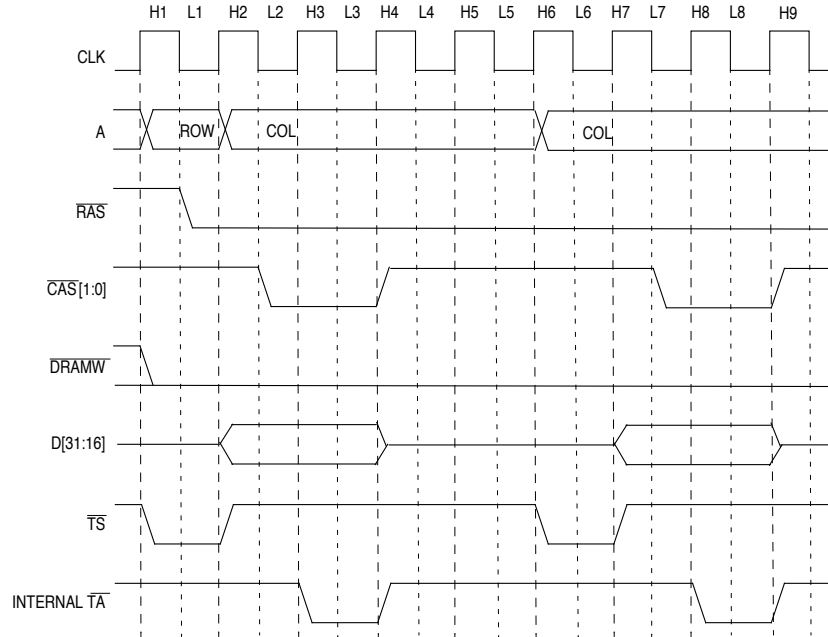 H1 L1 H2 L2 H3 L3 H4 L4 H5 L5 H6 L6 H7 L7 H8 L8 H9
CLK
A ROW COL COL
RAS
CAS[1:0]
DRAMW
D[31:16]
TS
INTERNAL TA